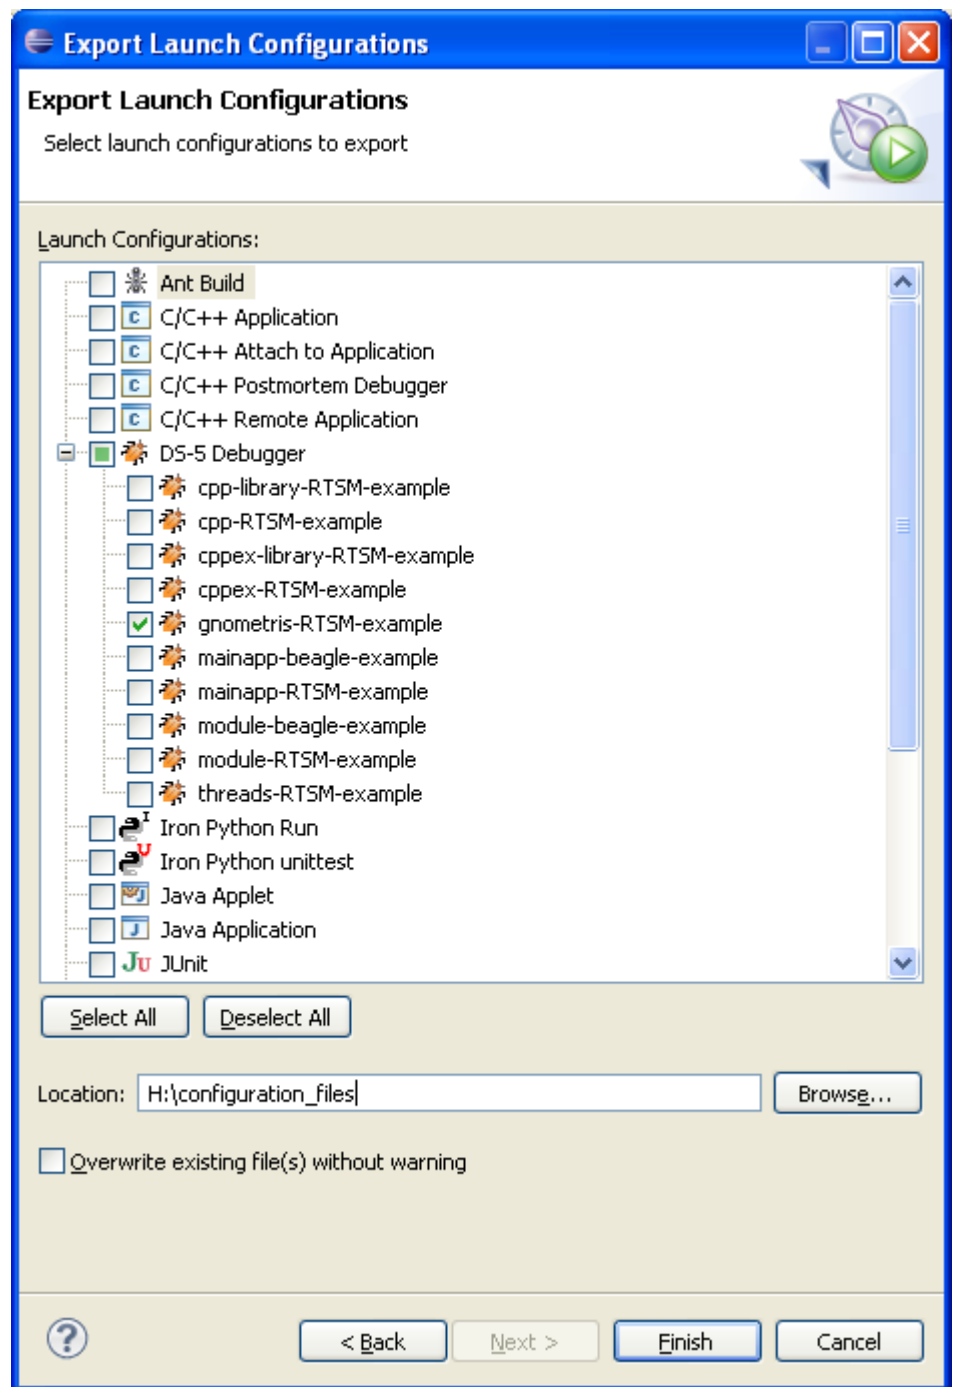 Export Launch Configurations
Export Launch Configurations
Select launch configurations to export
Launch Configurations:
Ant Build
C/C++ Application
C/C++ Attach to Application
C/C++ Postmortem Debugger
C/C++ Remote Application
DS-5 Debugger
cpp-library-RTSM-example
cpp-RTSM-example
cppex-library-RTSM-example
cppex-RTSM-example
gnometris-RTSM-example
mainapp-beagle-example
mainapp-RTSM-example
module-beagle-example
module-RTSM-example
threads-RTSM-example
Iron Python Run
Iron Python unittest
Java Applet
Java Application
JU JUnit
Select All Deselect All
Location: H:\configuration_files Browse...
Overwrite existing file(s) without warning
? < Back Next > Finish Cancel